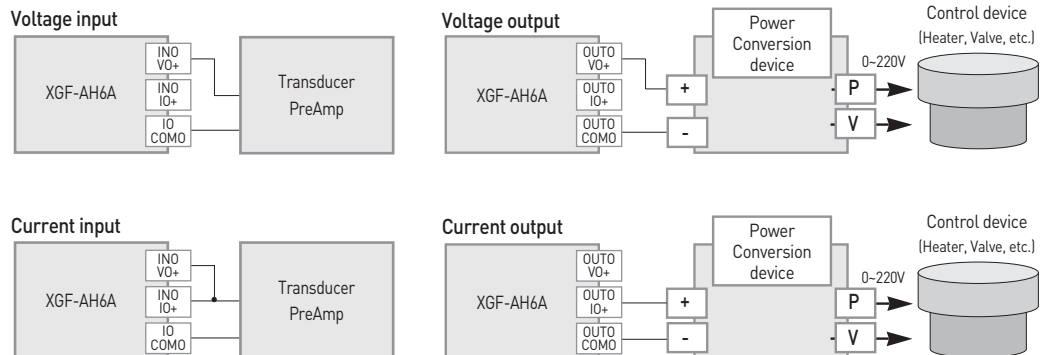 Voltage input
XGF-AH6A
IN0
V0+
IN0
I0+
I0
COM0
Transducer
PreAmp
Voltage output
XGF-AH6A
OUT0
V0+
OUT0
I0+
OUT0
COM0
+
-
Power
Conversion
device
0~220V
P
V
Control device
(Heater, Valve, etc.)
Current input
XGF-AH6A
IN0
V0+
IN0
I0+
I0
COM0
Transducer
PreAmp
Current output
XGF-AH6A
OUT0
V0+
OUT0
I0+
OUT0
COM0
+
-
Power
Conversion
device
0~220V
P
V
Control device
(Heater, Valve, etc.)